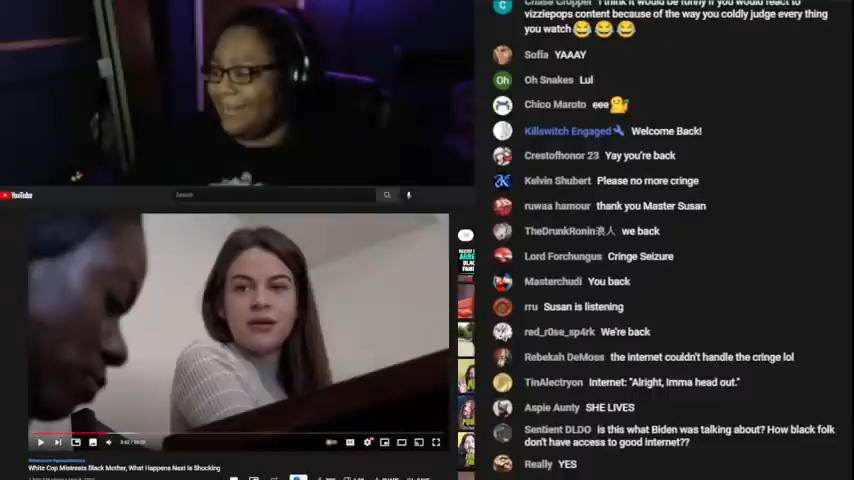 Chase Cropper I think it would be funny if you would react to
vizziepops content because of the way you coldly judge every thing
you watch 😂 😂 😂
Sofia YAAAY
Oh
Oh Snakes Lul
Chico Maroto eee
Killswitch Engaged Welcome Back!
Crestofhonor 23 Yay you're back
Kelvin Shubert Please no more cringe
ruwaa hamour thank you Master Susan
TheDrunkRonin浪人 we back
Lord Forchungus Cringe Seizure
Masterchudi You back
rru Susan is listening
red_r0se_sp4rk We're back
Rebekah DeMoss the internet couldn't handle the cringe lol
TinAlectryon Internet: "Alright, Imma head out."
Aspie Aunty SHE LIVES
Sentient DLDO is this what Biden was talking about? How black folk
don't have access to good internet??
Really YES
YouTube
Search
White Cop Mistreats Black Mother, What Happens Next Is Shocking